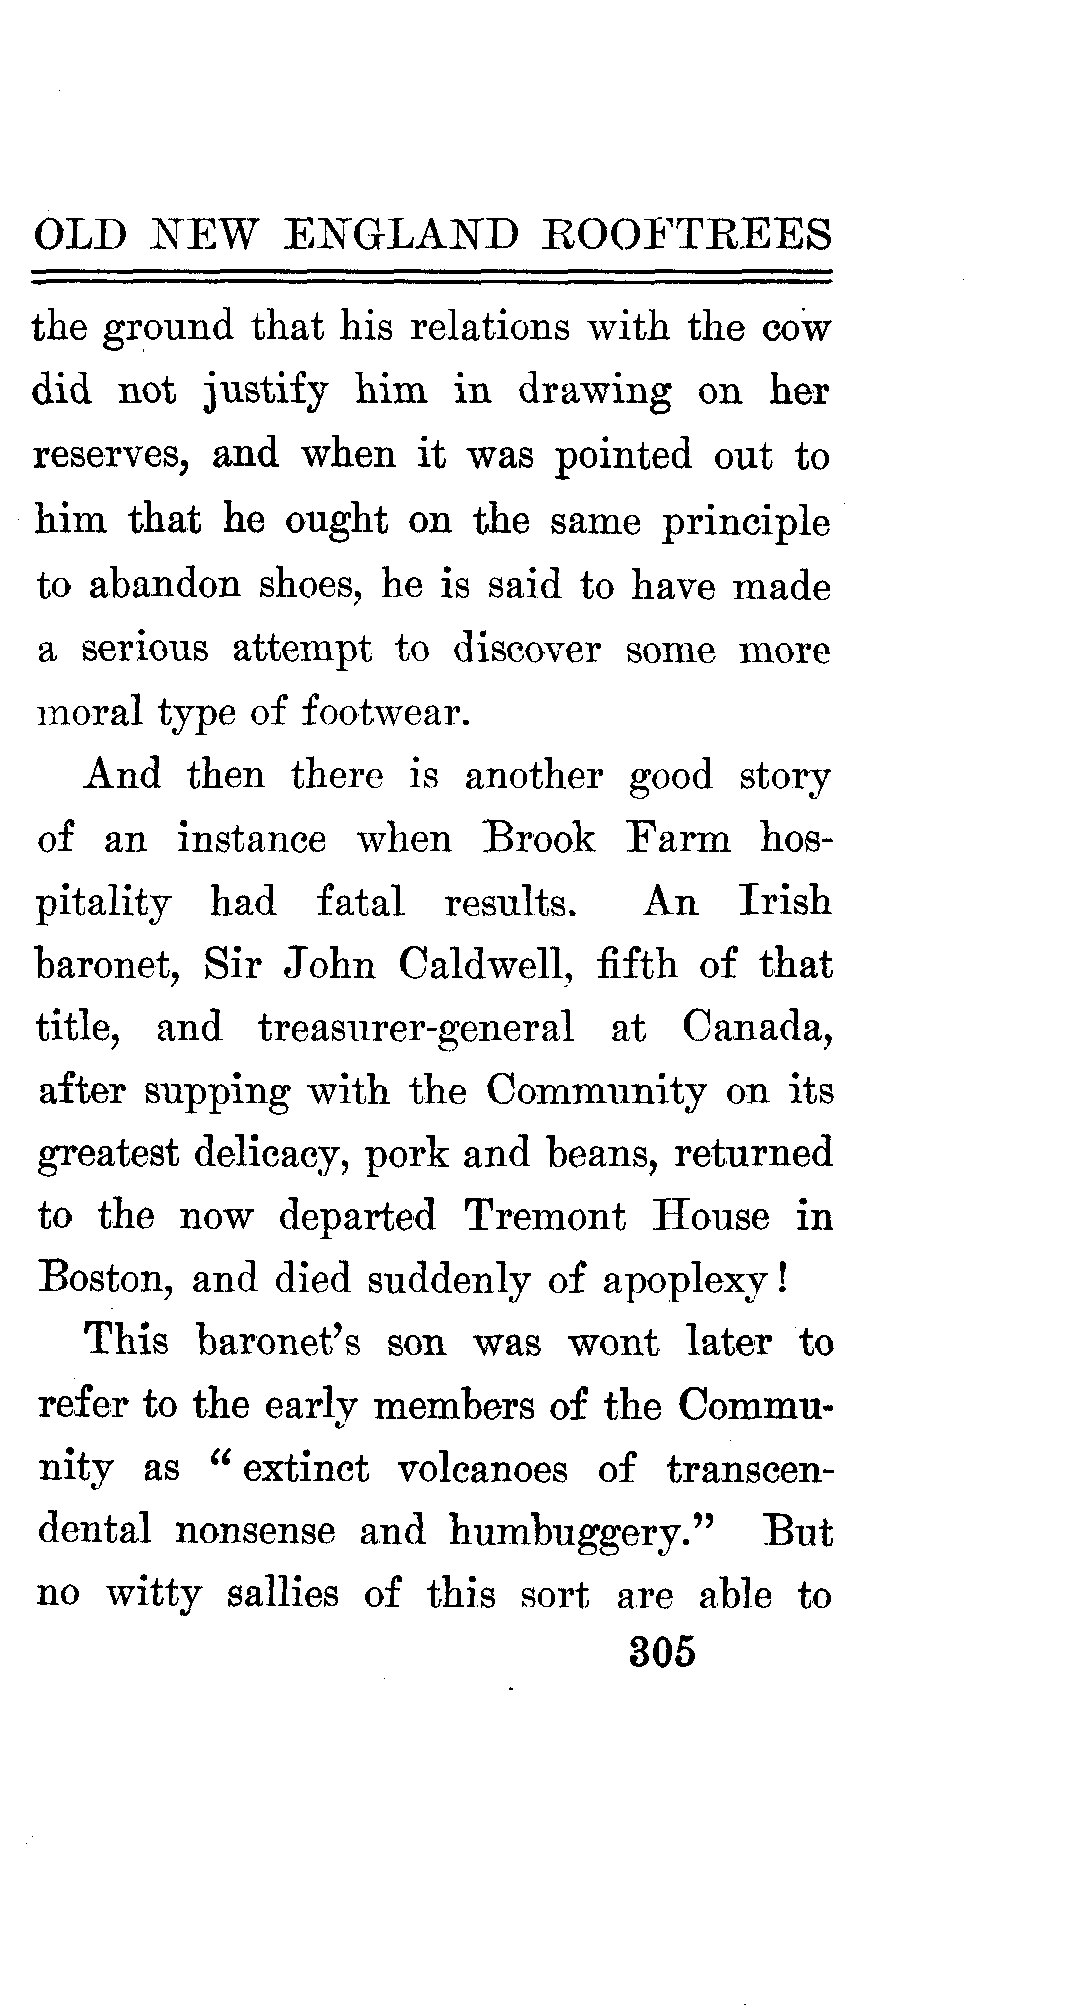 OLD NEW ENGLAND ROOFTREES
the ground that his relations with the cow
did not justify him in drawing on her
reserves, and when it was pointed out to
him that he ought on the same principle
to abandon shoes, he is said to have made
a serious attempt to discover some more
moral type of footwear.
And then there is another good story
of an instance when Brook Farm hos-
pitality had fatal results. An Irish
baronet, Sir John Caldwell, fifth of that
title, and treasurer-general at Canada,
after supping with the Community on its
greatest delicacy, pork and beans, returned
to the now departed Tremont House in
Boston, and died suddenly of apoplexy!
This baronet's son was wont later to
refer to the early members of the Commu-
nity as " extinct volcanoes of transcen-
dental nonsense and humbuggery." But
no witty sallies of this sort are able to
305